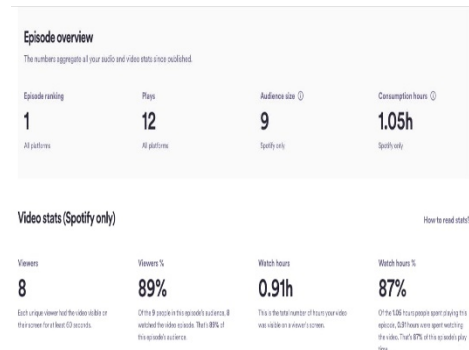 Episode overview
The numbers aggregate all your audio and video stats since published.
Episode ranking
1
All platforms
Plays
12
All platforms
Audience size
9
Spotify only
Consumption hours
1.05h
Spotify only
Video stats (Spotify only)
How to read stats?
Viewers
8
Each unique viewer had the video visible on
their screen for at least 60 seconds.
Viewers %
89%
Of the 9 people in this episode's audience, 8
watched the video episode. That's 89% of
this episode's audience.
Watch hours
0.91h
This is the total number of hours your video
was visible on a viewer's screen.
Watch hours %
87%
Of the 1.05 hours people spent playing this
episode, 0.91 hours were spent watching
the video. That's 87% of this episode's play
time.